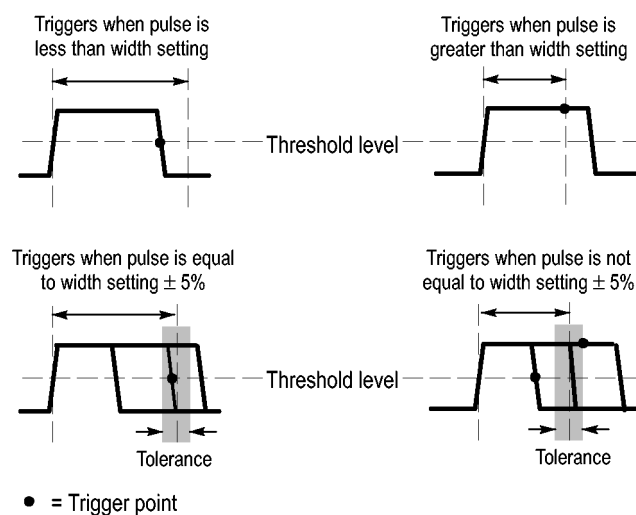 Triggers when pulse is
less than width setting
Triggers when pulse is
greater than width setting
Threshold level
Triggers when pulse is equal
to width setting ± 5%
Triggers when pulse is not
equal to width setting ± 5%
Threshold level
Tolerance
Tolerance
= Trigger point